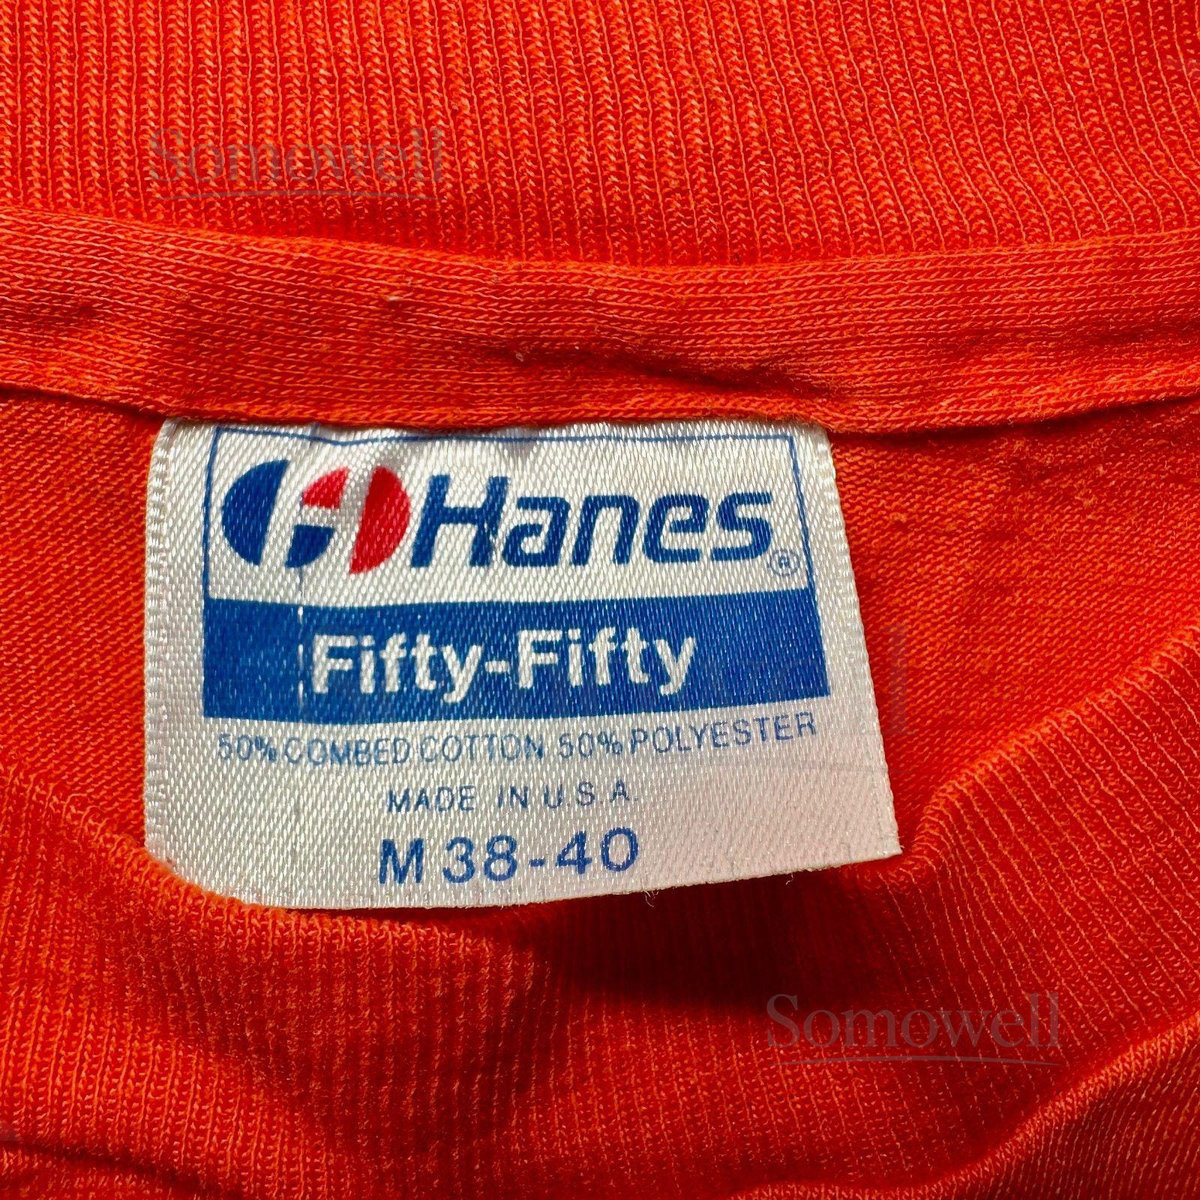 Somowell
Hanes®
Fifty-Fifty
50% COMBED COTTON 50% POLYESTER
MADE IN U.S.A.
M 38-40
Somowell